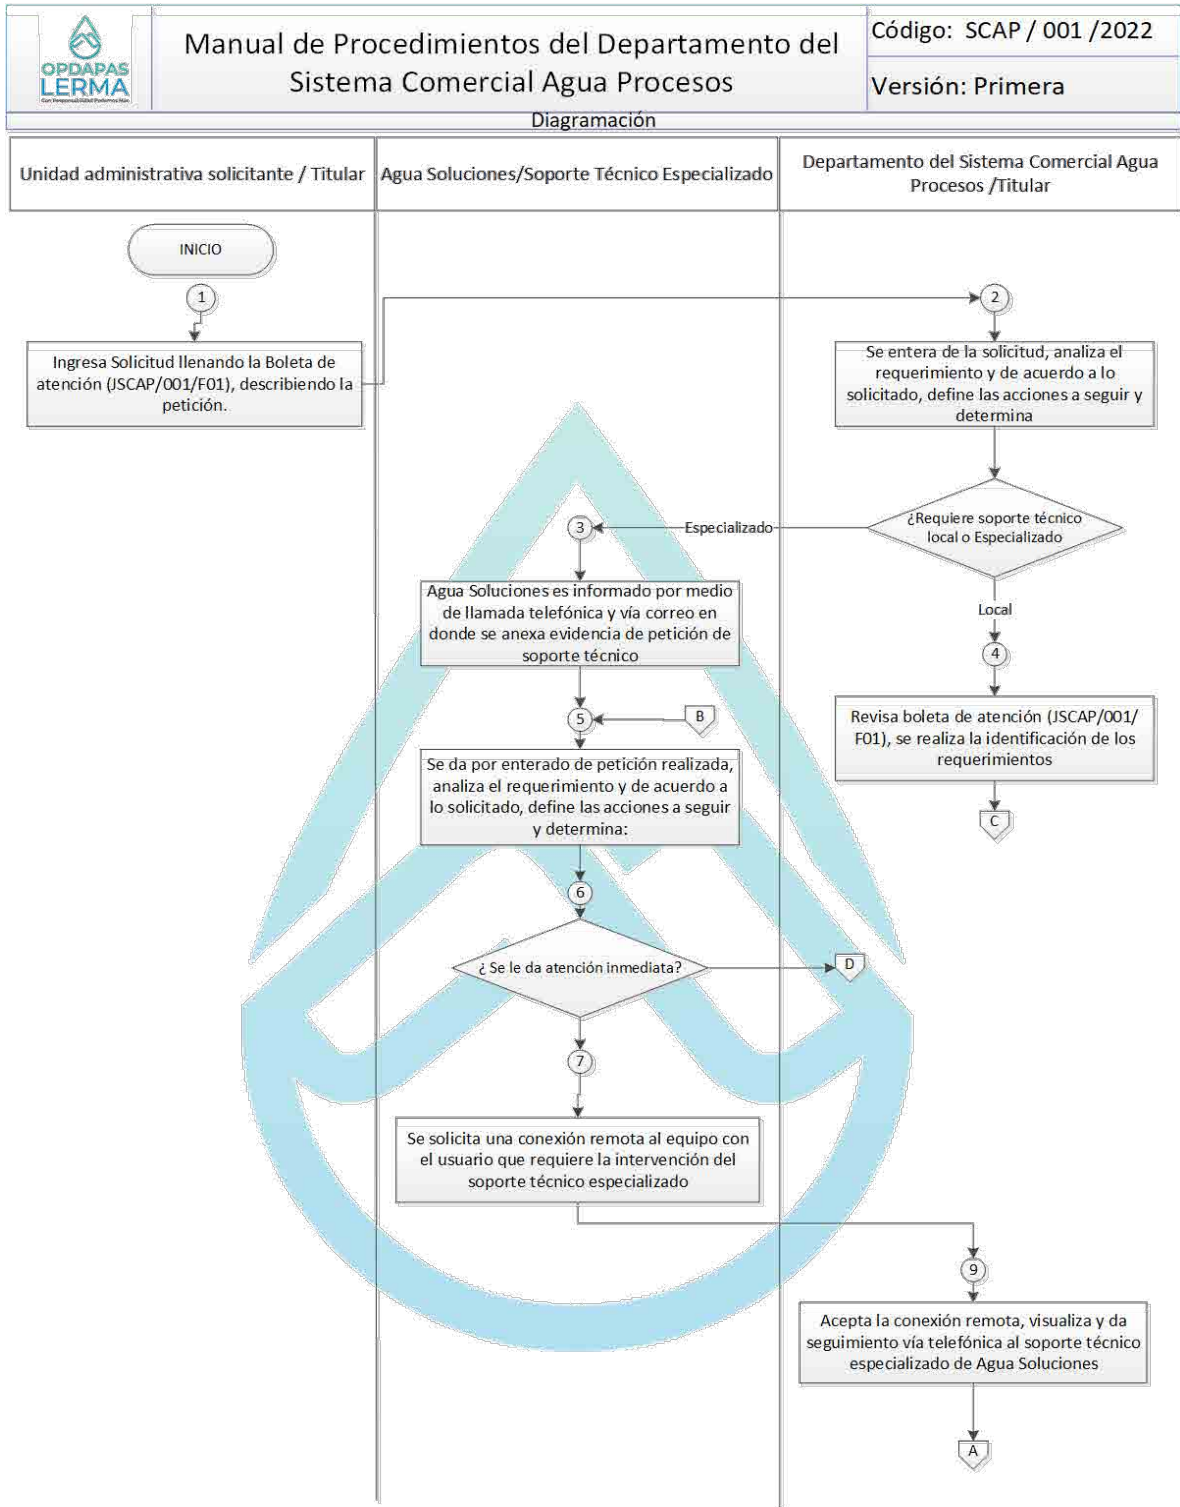 OPDAPAS
LERMA
Con Responsabilidad Podemos Más
Manual de Procedimientos del Departamento del
Sistema Comercial Agua Procesos
Código: SCAP / 001 /2022
Versión: Primera
Diagramación
Unidad administrativa solicitante / Titular
Agua Soluciones/Soporte Técnico Especializado
Departamento del Sistema Comercial Agua
Procesos /Titular
INICIO
1
2
Ingresa Solicitud llenando la Boleta de
atención (JSCAP/001/F01), describiendo la
petición.
Se entera de la solicitud, analiza el
requerimiento y de acuerdo a lo
solicitado, define las acciones a seguir y
determina
¿Requiere soporte técnico
local o Especializado
Especializado
3
Local
4
Agua Soluciones es informado por medio
de llamada telefónica y vía correo en
donde se anexa evidencia de petición de
soporte técnico
Revisa boleta de atención (JSCAP/001/
F01), se realiza la identificación de los
requerimientos
5
B
C
Se da por enterado de petición realizada,
analiza el requerimiento y de acuerdo a
lo solicitado, define las acciones a seguir
y determina:
6
¿ Se le da atención inmediata?
D
7
Se solicita una conexión remota al equipo con
el usuario que requiere la intervención del
soporte técnico especializado
9
Acepta la conexión remota, visualiza y da
seguimiento vía telefónica al soporte técnico
especializado de Agua Soluciones
A